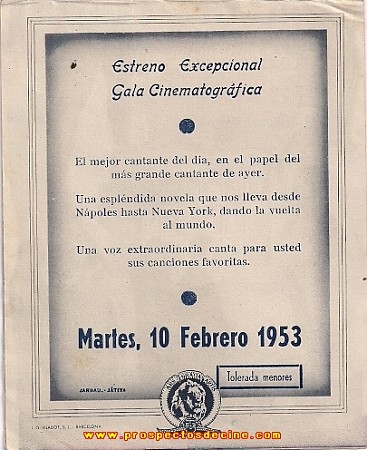 Estreno Excepcional
Gala Cinematográfica
El mejor cantante del día, en el papel del
más grande cantante de ayer.
Una espléndida novela que nos lleva desde
Nápoles hasta Nueva York, dando la vuelta
al mundo.
Una voz extraordinaria canta para usted
sus canciones favoritas.
Martes, 10 Febrero 1953
Tolerada menores
BARCELONA
www.prospectosdecine.com